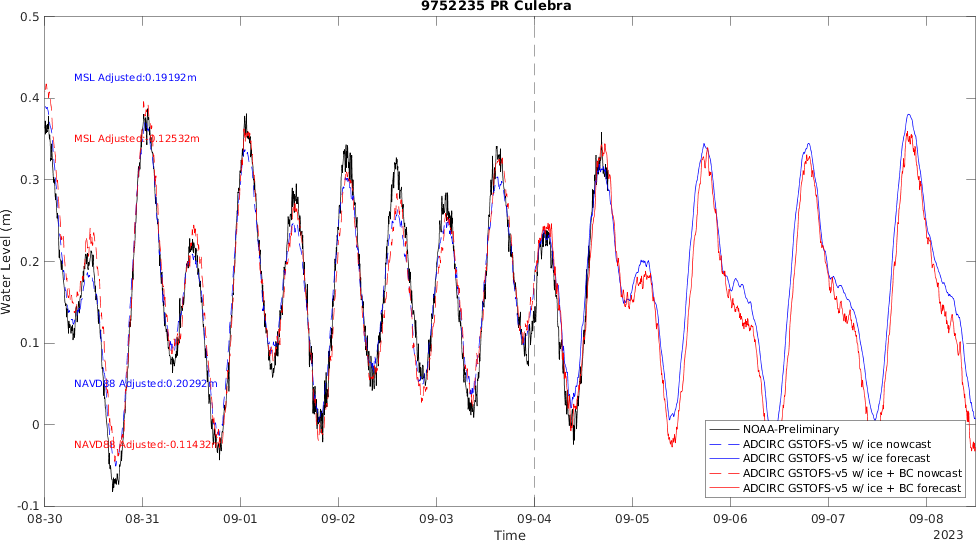 9752235 PR Culebra
0.5
0.4
0.3
0.2
0.1
0
-0.1
Water Level (m)
MSL Adjusted:0.19192m
MSL Adjusted:-0.12532m
NAVD88 Adjusted:0.20292m
NAVD88 Adjusted:-0.11432m
NOAA-Preliminary
ADCIRC GSTOFS-v5 w/ ice nowcast
ADCIRC GSTOFS-v5 w/ ice forecast
ADCIRC GSTOFS-v5 w/ ice + BC nowcast
ADCIRC GSTOFS-v5 w/ ice + BC forecast
08-30 08-31 09-01 09-02 09-03 09-04 09-05 09-06 09-07 09-08
Time
2023